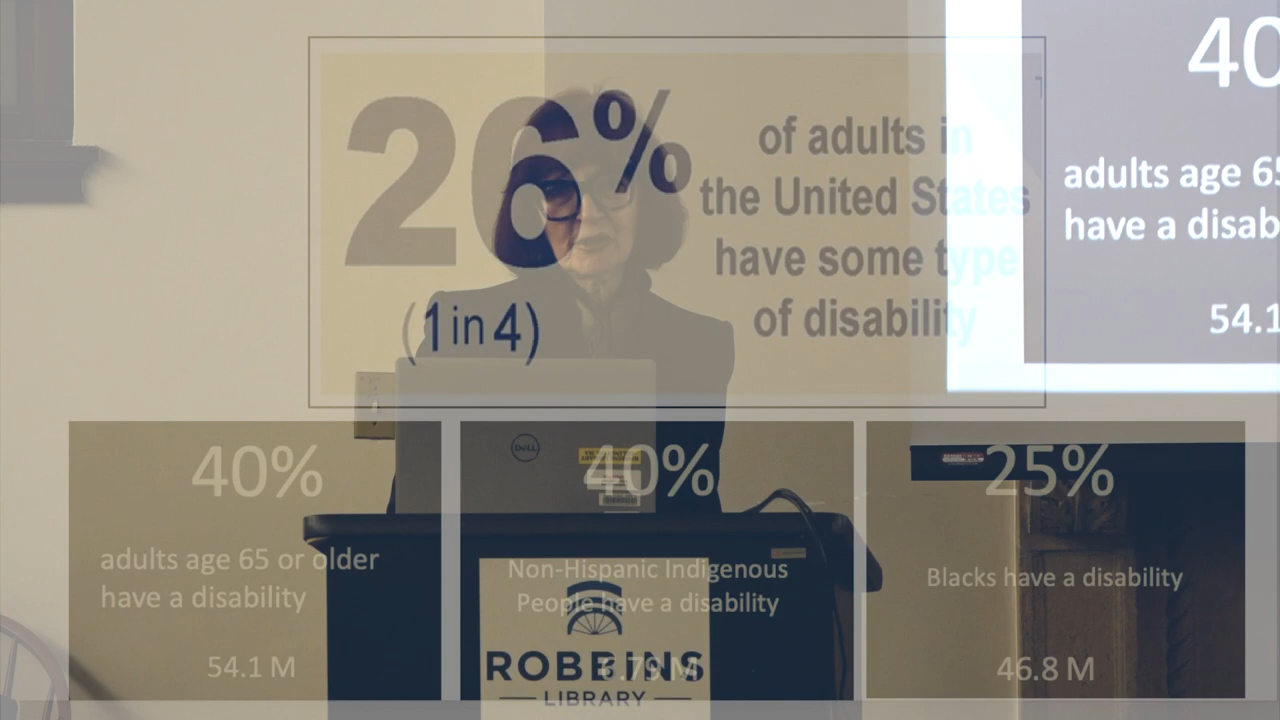 26%
of adults in
the United States
have some type
of disability
(1 in 4)
40
adults age 65
have a disab
54.1
40%
adults age 65 or older
have a disability
54.1 M
40%
Non-Hispanic Indigenous
People have a disability
6.79 M
25%
Blacks have a disability
46.8 M
DELL
ROBBINS
LIBRARY